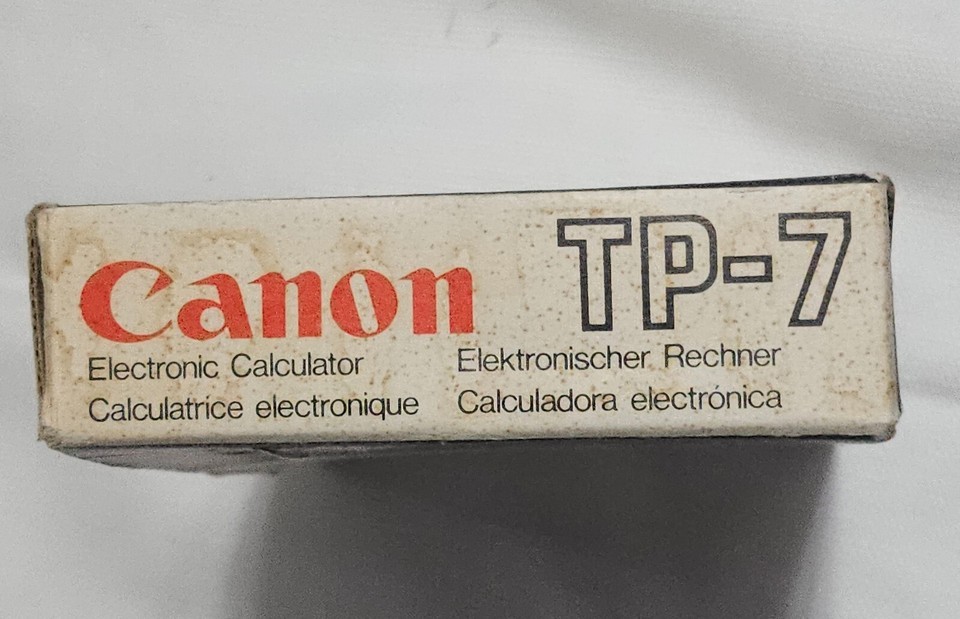 Canon TP-7
Electronic Calculator Elektronischer Rechner
Calculatrice electronique Calculadora electrónica